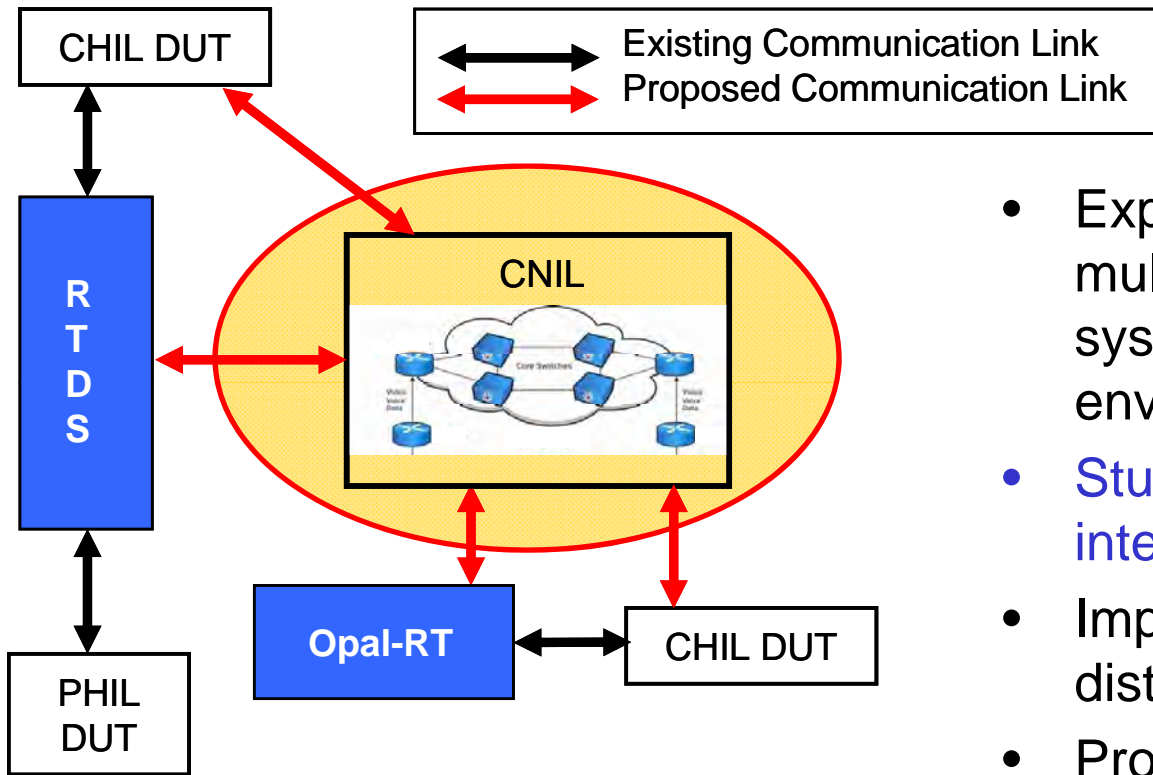 CHIL DUT
Existing Communication Link
Proposed Communication Link
R
T
D
S
CNIL
Core Switches
Video
Voice
Data
Video
Voice
Data
Opal-RT
CHIL DUT
PHIL
DUT
• Exp
mul
sys
env
• Stu
inte
• Imp
dist
• Pro